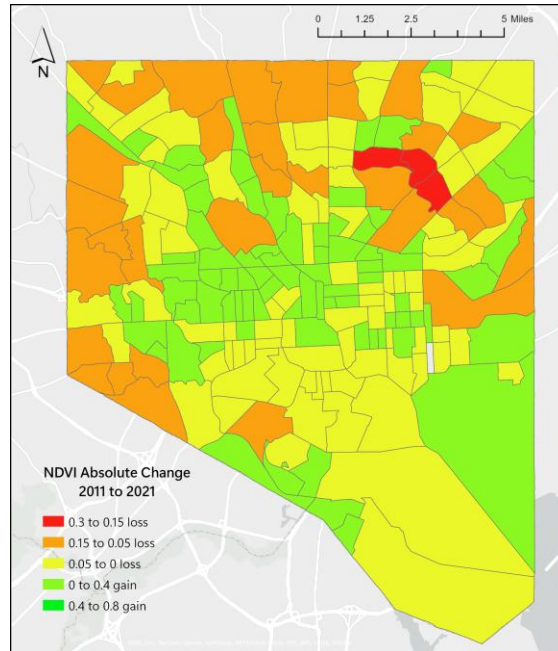 0 1.25 2.5 5 Miles
N
NDVI Absolute Change
2011 to 2021
0.3 to 0.15 loss
0.15 to 0.05 loss
0.05 to 0 loss
0 to 0.4 gain
0.4 to 0.8 gain